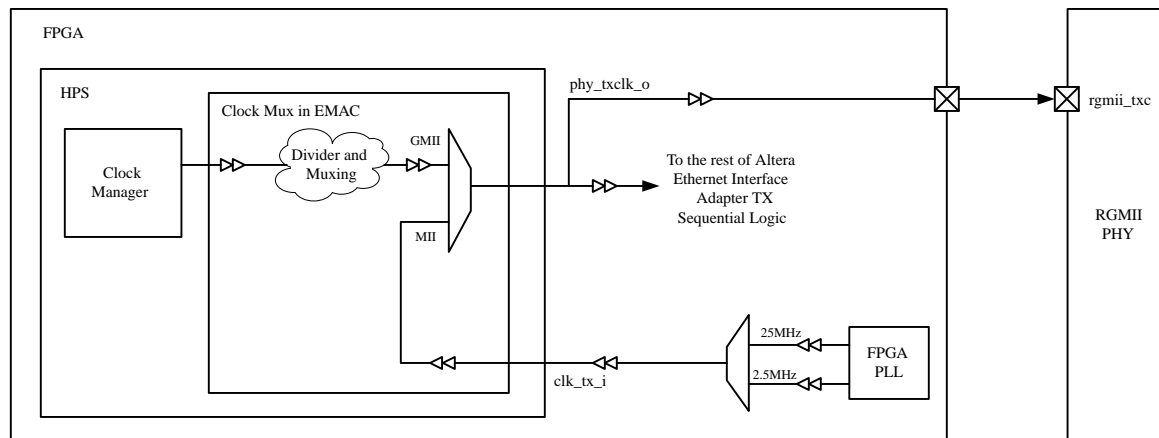 FPGA
HPS
Clock Mux in EMAC
Clock
Manager
Divider and
Muxing
GMII
MII
phy_txclk_o
To the rest of Altera
Ethernet Interface
Adapter TX
Sequential Logic
rgmii_txc
RGMII
PHY
clk_tx_i
25MHz
2.5MHz
FPGA
PLL